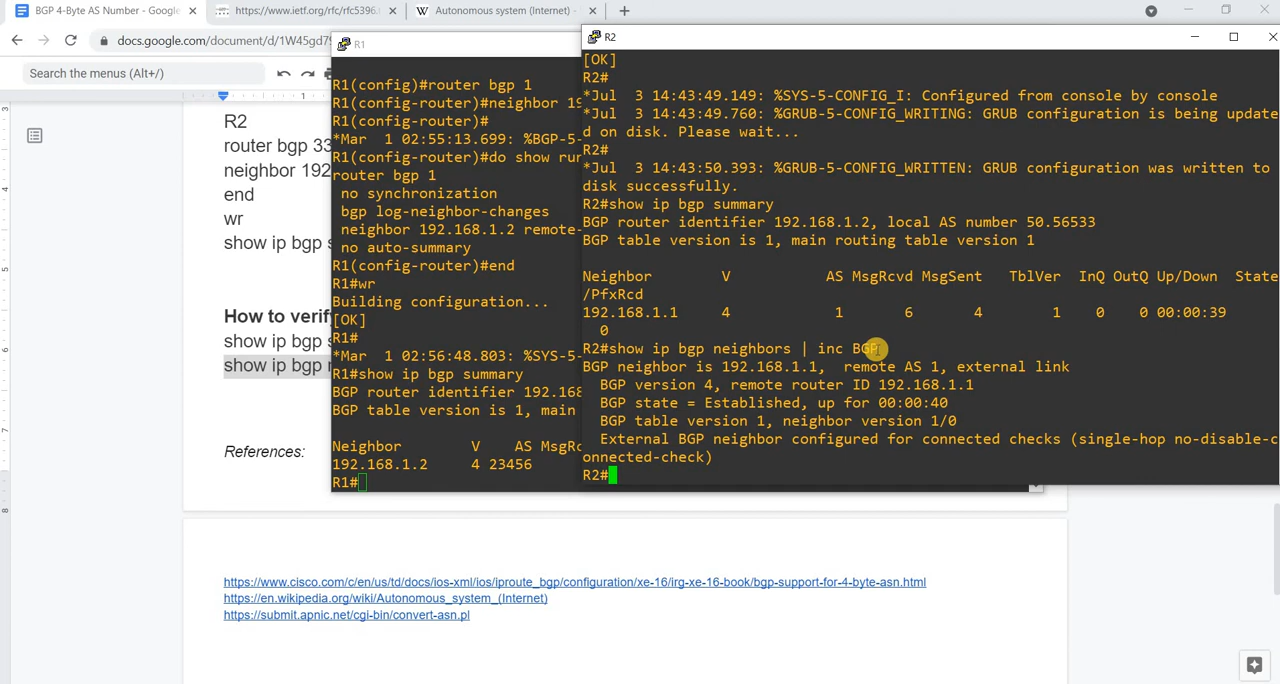 BGP 4-Byte AS Number - Google
https://www.ietf.org/rfc/rfc5396.
Autonomous system (Internet) -
docs.google.com/document/d/1W45gd79
Search the menus (Alt+/)
R2
router bgp 33
neighbor 192
end
wr
show ip bgp s
How to verify
show ip bgp s
show ip bgp n
References:
https://www.cisco.com/c/en/us/td/docs/ios-xml/ios/iproute_bgp/configuration/xe-16/irg-xe-16-book/bgp-support-for-4-byte-asn.html
https://en.wikipedia.org/wiki/Autonomous_system_(Internet)
https://submit.apnic.net/cgi-bin/convert-asn.pl
R1
R1(config)#router bgp 1
R1(config-router)#neighbor 19
R1(config-router)#
*Mar  1 02:55:13.699: %BGP-5-
R1(config-router)#do show run
router bgp 1
no synchronization
bgp log-neighbor-changes
neighbor 192.168.1.2 remote-
no auto-summary
R1(config-router)#end
R1#wr
Building configuration...
[OK]
R1#
*Mar  1 02:56:48.803: %SYS-5-
R1#show ip bgp summary
BGP router identifier 192.168
BGP table version is 1, main
Neighbor V AS MsgRc
192.168.1.2 4 23456
R1#
R2
[OK]
R2#
*Jul  3 14:43:49.149: %SYS-5-CONFIG_I: Configured from console by console
*Jul  3 14:43:49.760: %GRUB-5-CONFIG_WRITING: GRUB configuration is being update
d on disk. Please wait...
R2#
*Jul  3 14:43:50.393: %GRUB-5-CONFIG_WRITTEN: GRUB configuration was written to
disk successfully.
R2#show ip bgp summary
BGP router identifier 192.168.1.2, local AS number 50.56533
BGP table version is 1, main routing table version 1
Neighbor V AS MsgRcvd MsgSent TblVer InQ OutQ Up/Down State
/PfxRcd
192.168.1.1 4 1 6 4 1 0 0 00:00:39
0
R2#show ip bgp neighbors | inc BGP
BGP neighbor is 192.168.1.1,  remote AS 1, external link
BGP version 4, remote router ID 192.168.1.1
BGP state = Established, up for 00:00:40
BGP table version 1, neighbor version 1/0
External BGP neighbor configured for connected checks (single-hop no-disable-c
onnected-check)
R2#